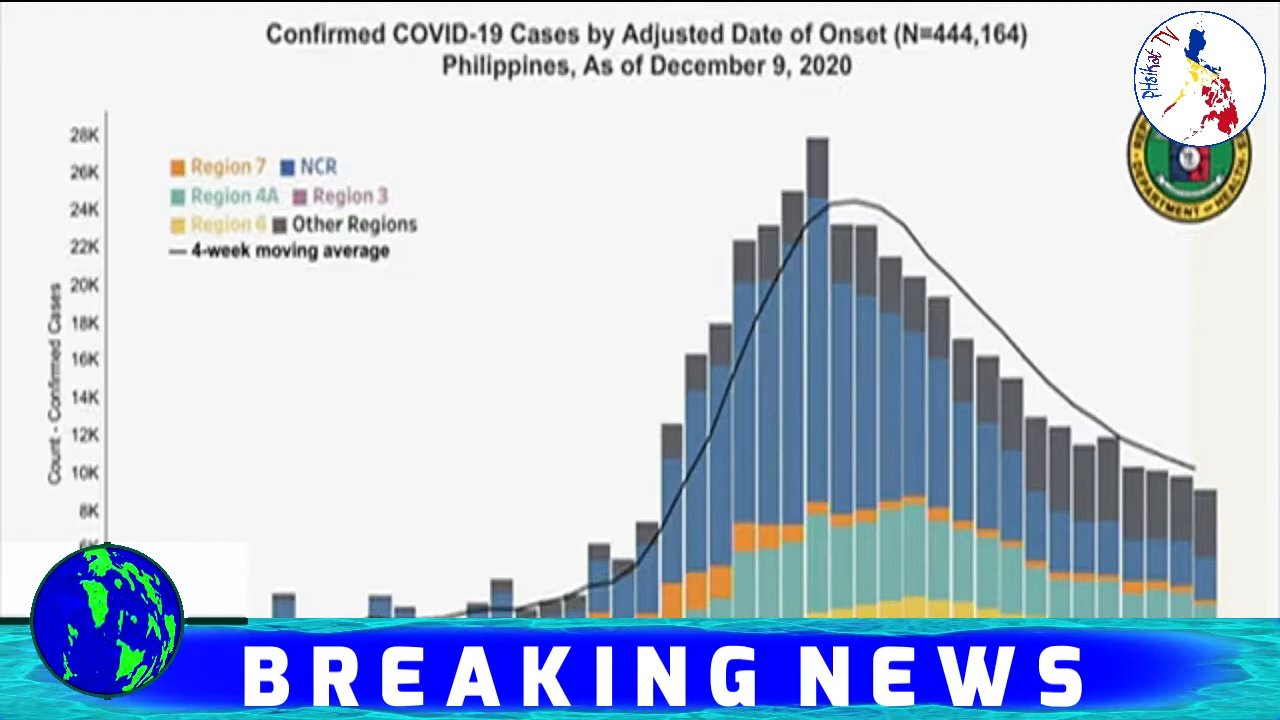 Confirmed COVID-19 Cases by Adjusted Date of Onset (N=444,164)
Philippines, As of December 9, 2020
PHsikat TV
DEPARTMENT OF HEALTH
28K
26K
24K
22K
20K
18K
16K
14K
12K
10K
8K
6K
Count - Confirmed Cases
Region 7 NCR
Region 4A Region 3
Region 6 Other Regions
4-week moving average
BREAKING NEWS